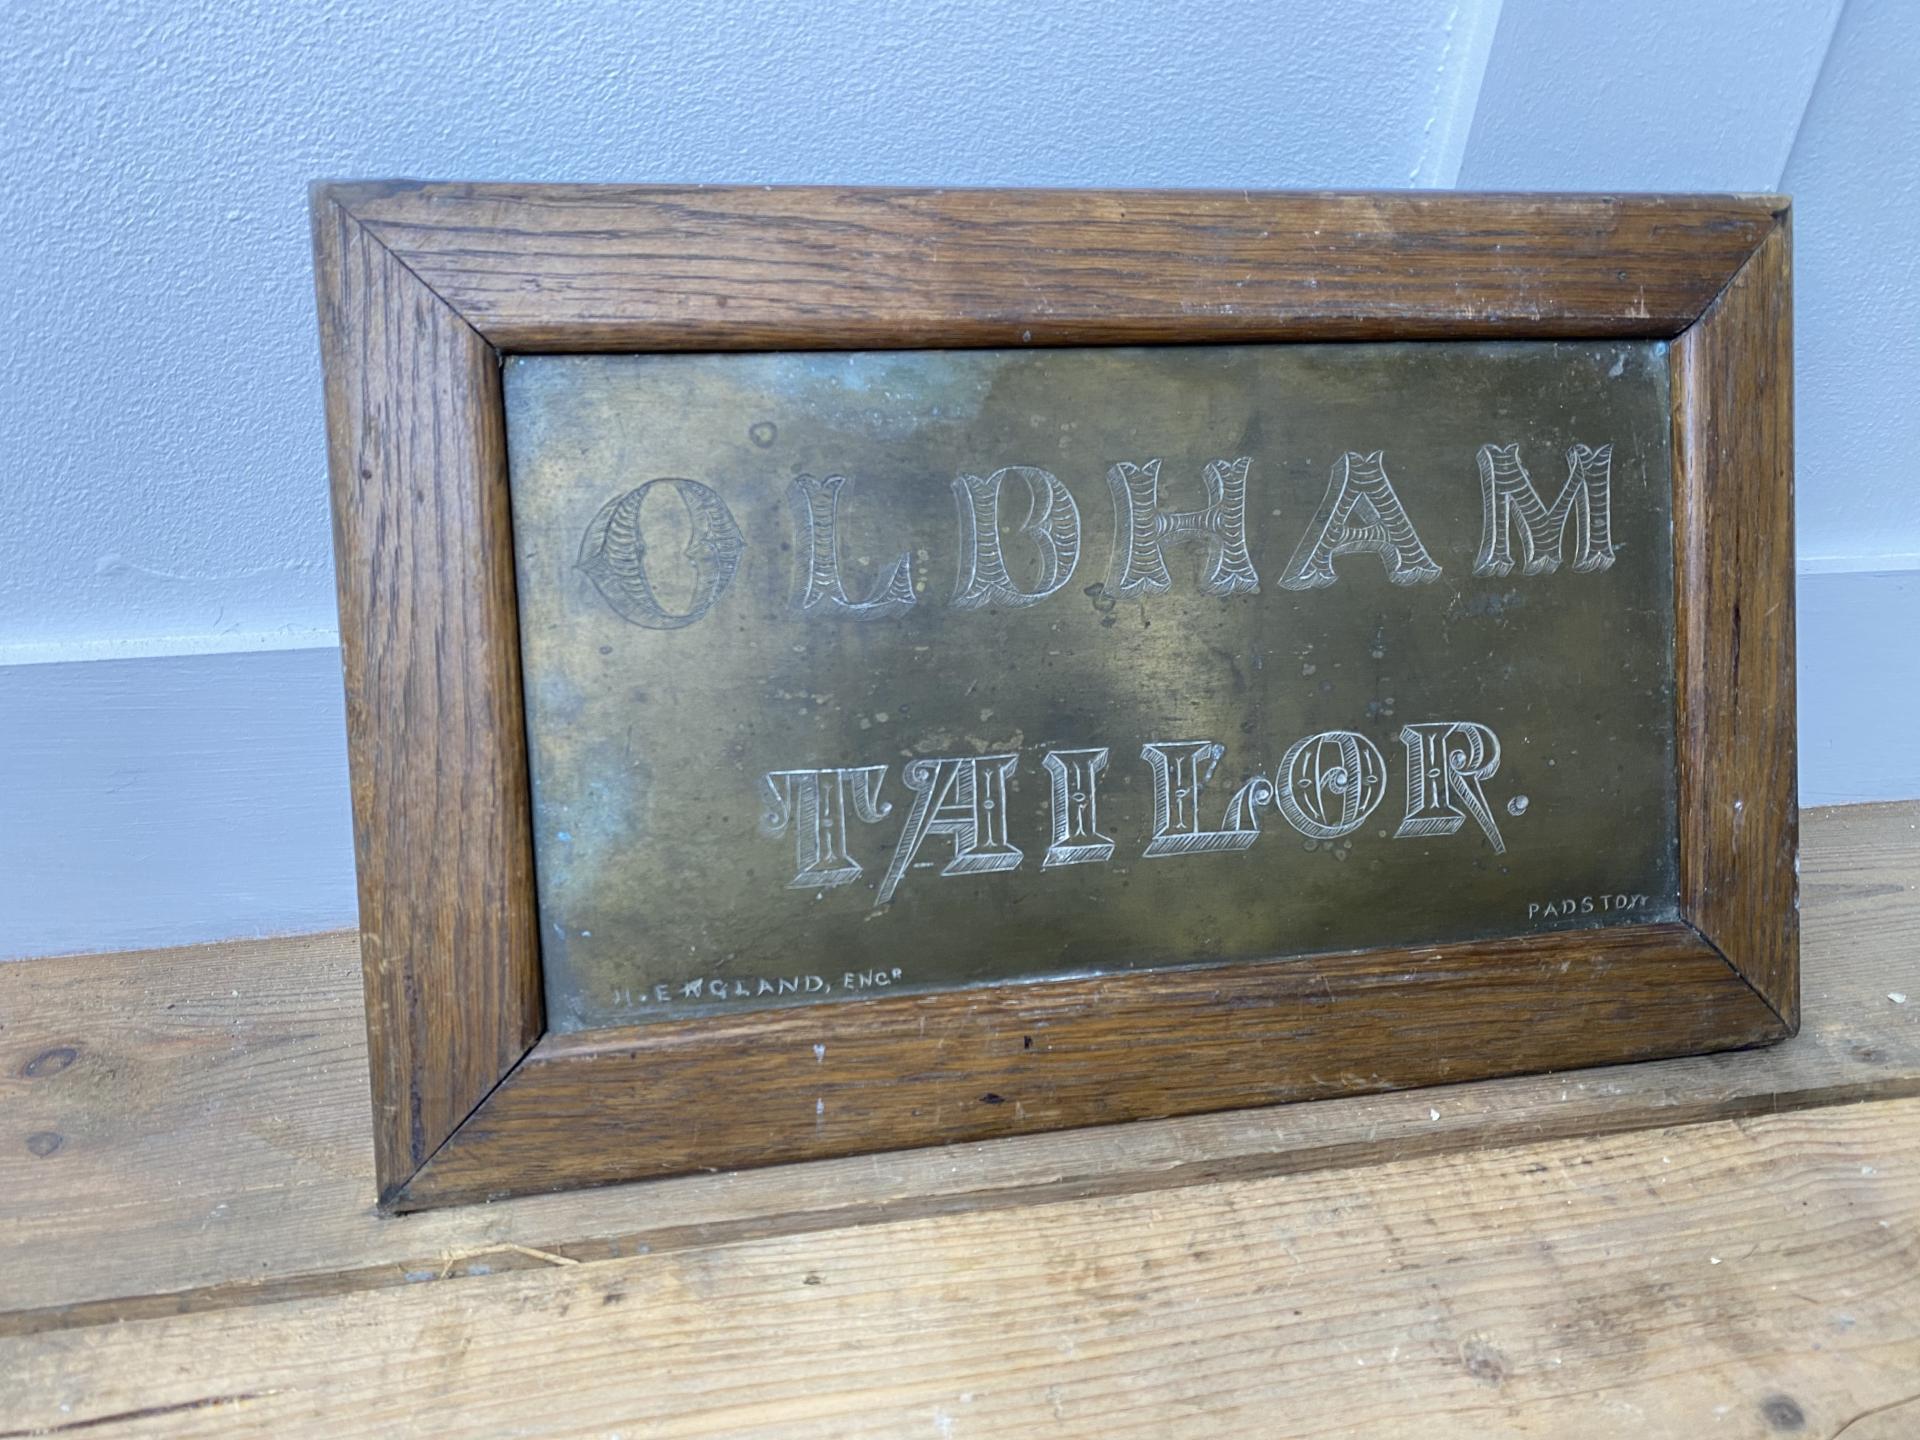 OLDHAM
TAILOR.
H. ENGLAND, ENGR PADSTOW